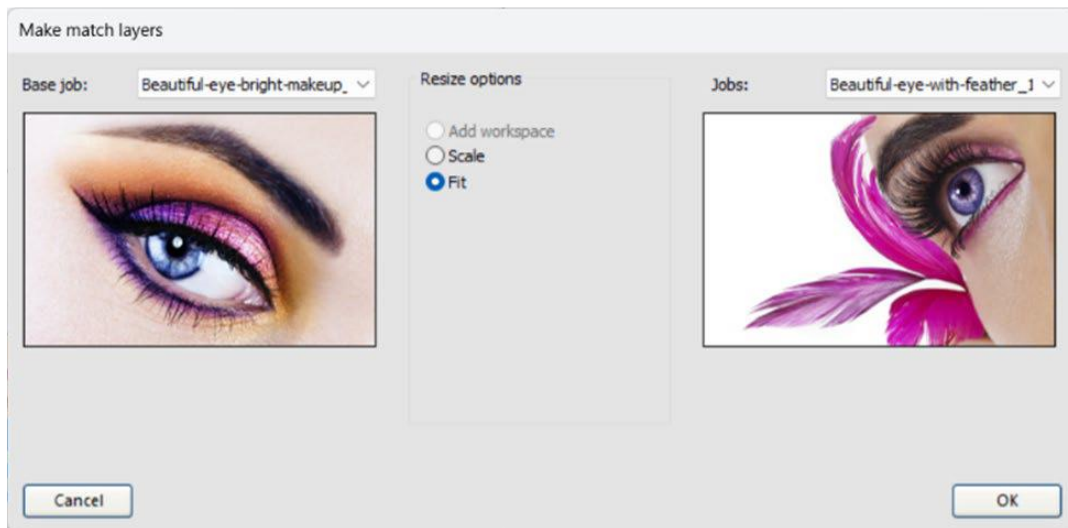 Make match layers
Base job:
Beautiful-eye-bright-makeup_
Resize options
Add workspace
Scale
Fit
Jobs:
Beautiful-eye-with-feather_1
Cancel
OK